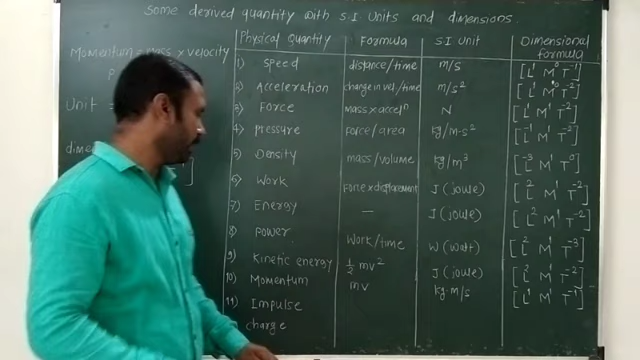 Some derived quantity with S.I Units and dimensions.
Momentum = mass x velocity
Unit =
Physical Quantity Formula S.I Unit Dimensional formula
1) Speed distance/time m/s [L¹ M⁰ T⁻¹]
2) Acceleration change in vel/time m/s² [L¹ M⁰ T⁻²]
3) Force mass x accelⁿ N [L¹ M¹ T⁻²]
4) Pressure Force/area kg/m-s² [L⁻¹ M¹ T⁻²]
5) Density mass/volume kg/m³ [L⁻³ M¹ T⁰]
6) Work Force x displacement J (joule) [L² M¹ T⁻²]
7) Energy — J (joule) [L² M¹ T⁻²]
8) Power Work/time W (Watt) [L² M¹ T⁻³]
9) Kinetic energy ½ mv² J (joule) [L² M¹ T⁻²]
10) Momentum mv kg·m/s [L¹ M¹ T⁻¹]
11) Impulse
charge